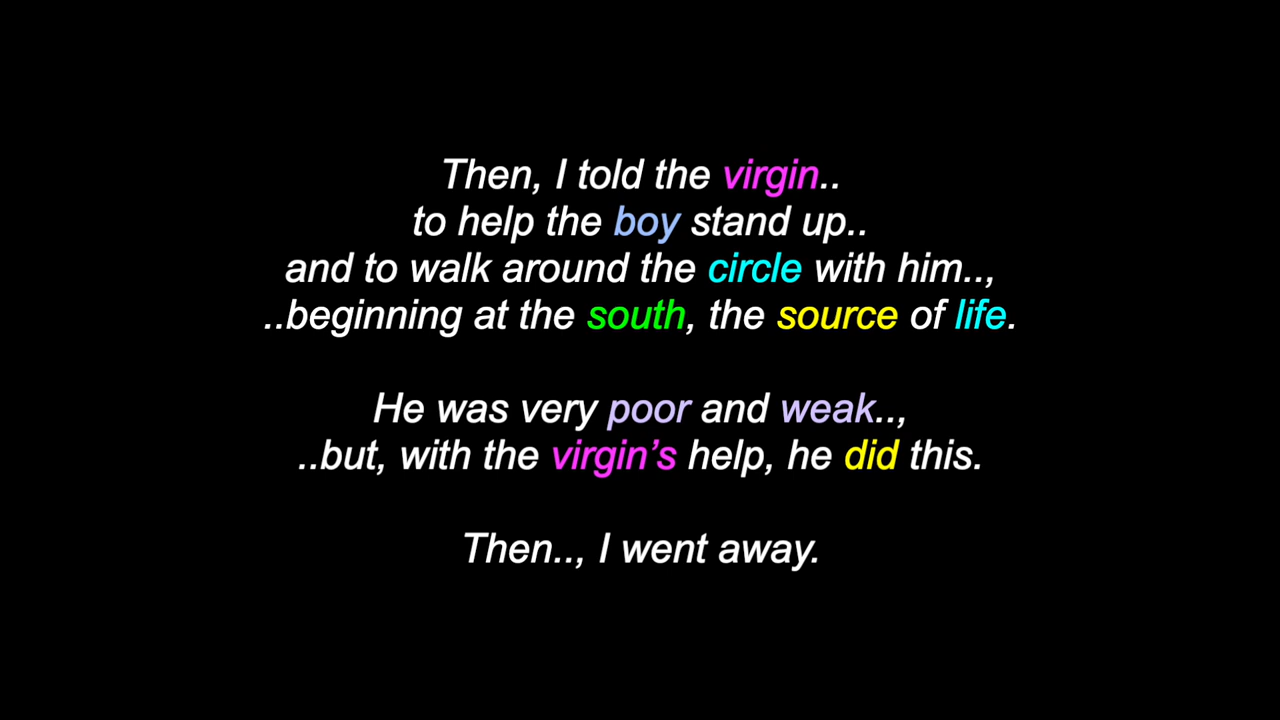 Then, I told the virgin..
to help the boy stand up..
and to walk around the circle with him..,
..beginning at the south, the source of life.
He was very poor and weak..,
..but, with the virgin’s help, he did this.
Then.., I went away.